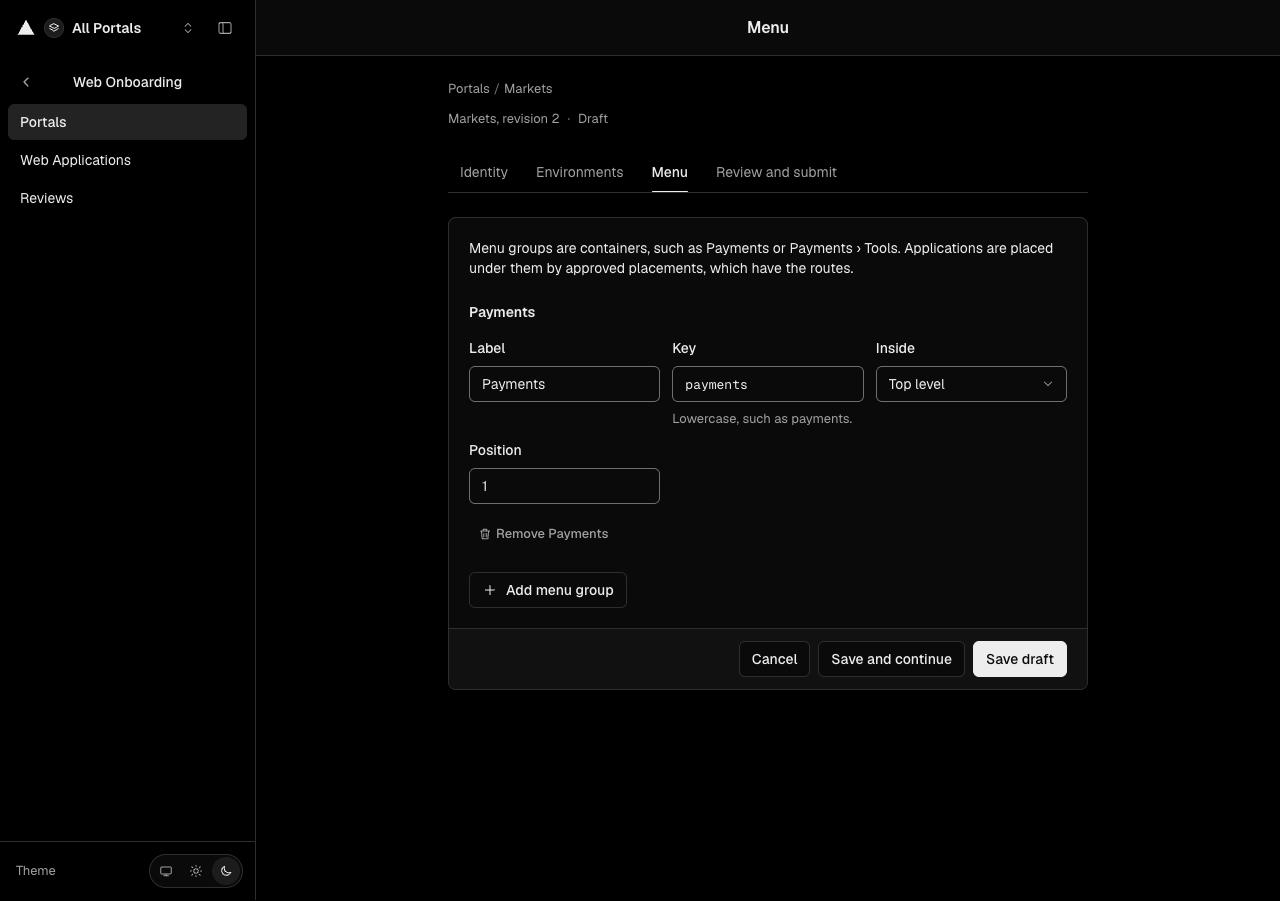 All Portals
Menu
Web Onboarding
Portals
Web Applications
Reviews
Portals / Markets
Markets, revision 2 · Draft
Identity Environments Menu Review and submit
Menu groups are containers, such as Payments or Payments › Tools. Applications are placed
under them by approved placements, which have the routes.
Payments
Label Key Inside
Payments payments Top level
Lowercase, such as payments.
Position
1
Remove Payments
Add menu group
Cancel Save and continue Save draft
Theme